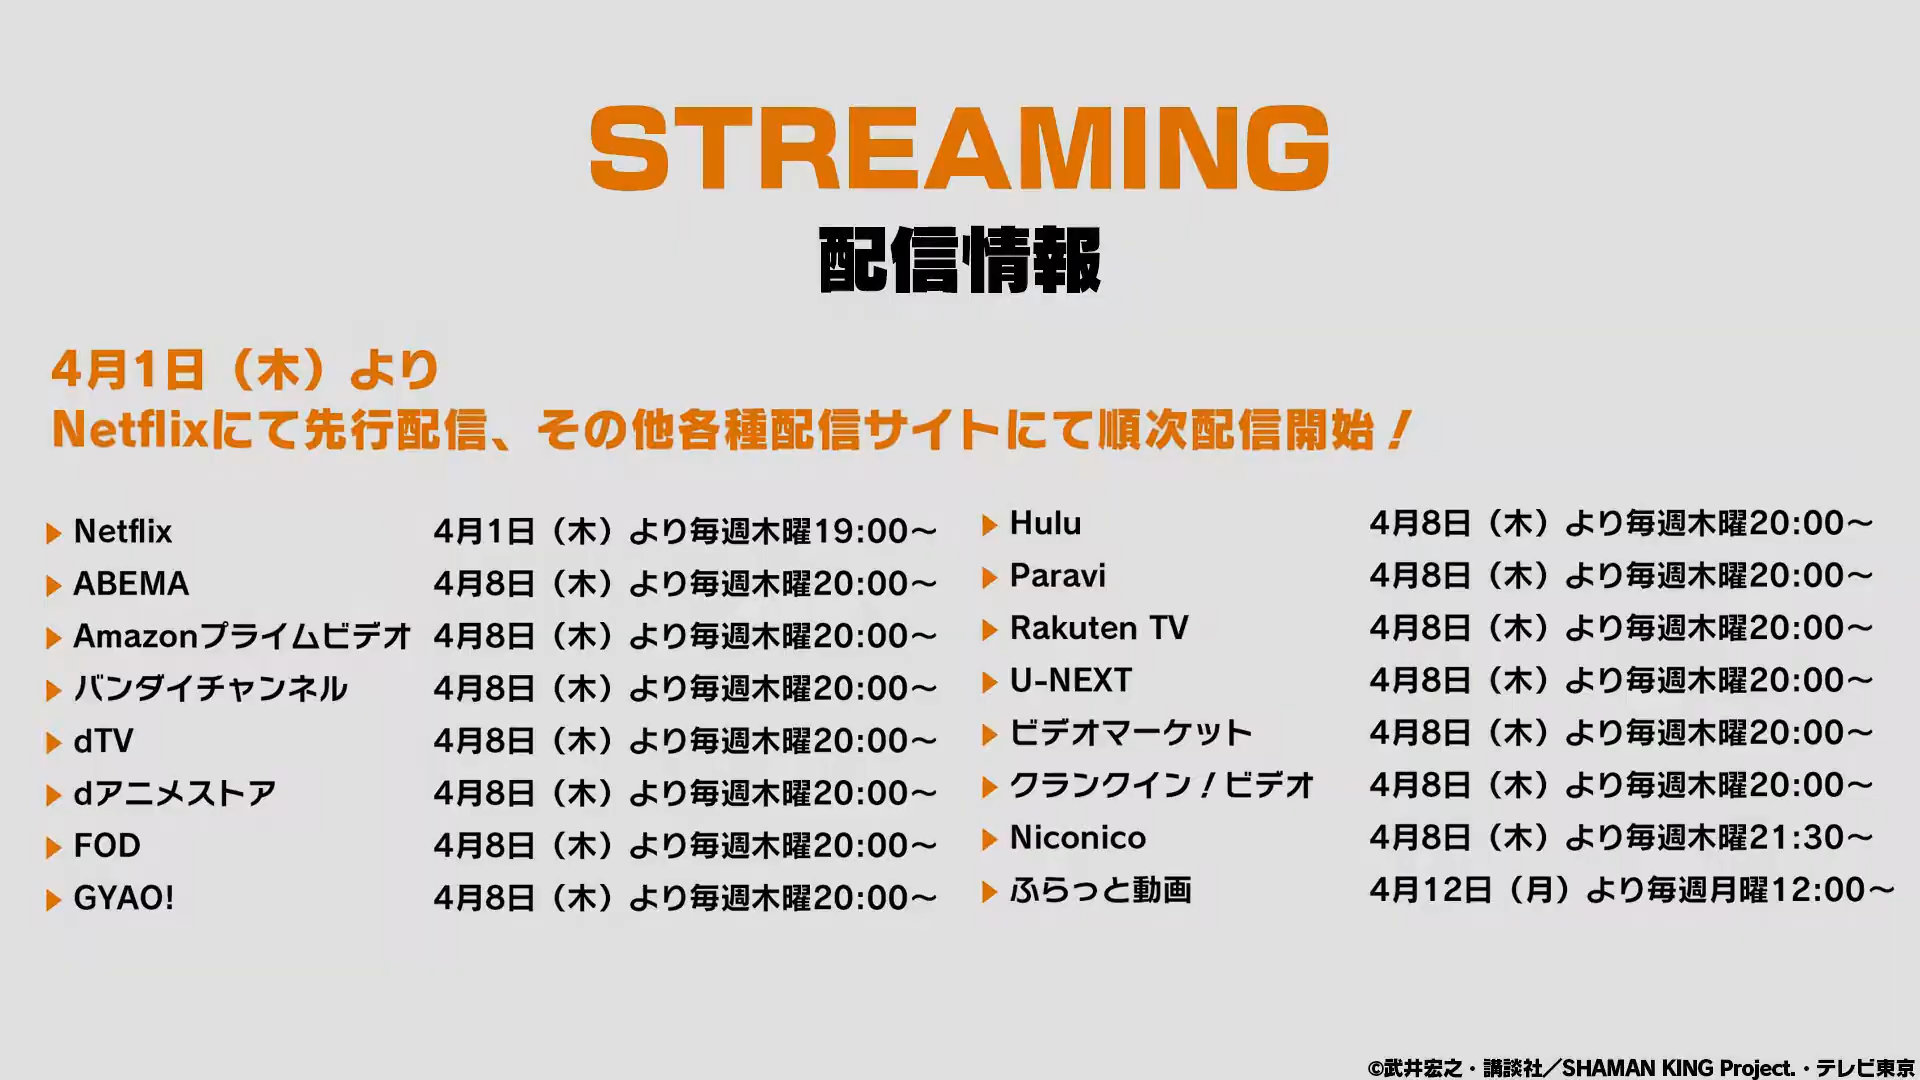 STREAMING
配信情報
4月1日（木）より
Netflixにて先行配信、その他各種配信サイトにて順次配信開始！
Netflix 4月1日（木）より毎週木曜19:00～
ABEMA 4月8日（木）より毎週木曜20:00～
Amazonプライムビデオ 4月8日（木）より毎週木曜20:00～
バンダイチャンネル 4月8日（木）より毎週木曜20:00～
dTV 4月8日（木）より毎週木曜20:00～
dアニメストア 4月8日（木）より毎週木曜20:00～
FOD 4月8日（木）より毎週木曜20:00～
GYAO! 4月8日（木）より毎週木曜20:00～
Hulu 4月8日（木）より毎週木曜20:00～
Paravi 4月8日（木）より毎週木曜20:00～
Rakuten TV 4月8日（木）より毎週木曜20:00～
U-NEXT 4月8日（木）より毎週木曜20:00～
ビデオマーケット 4月8日（木）より毎週木曜20:00～
クランクイン！ビデオ 4月8日（木）より毎週木曜20:00～
Niconico 4月8日（木）より毎週木曜21:30～
ふらっと動画 4月12日（月）より毎週月曜12:00～
©武井宏之・講談社／SHAMAN KING Project.・テレビ東京